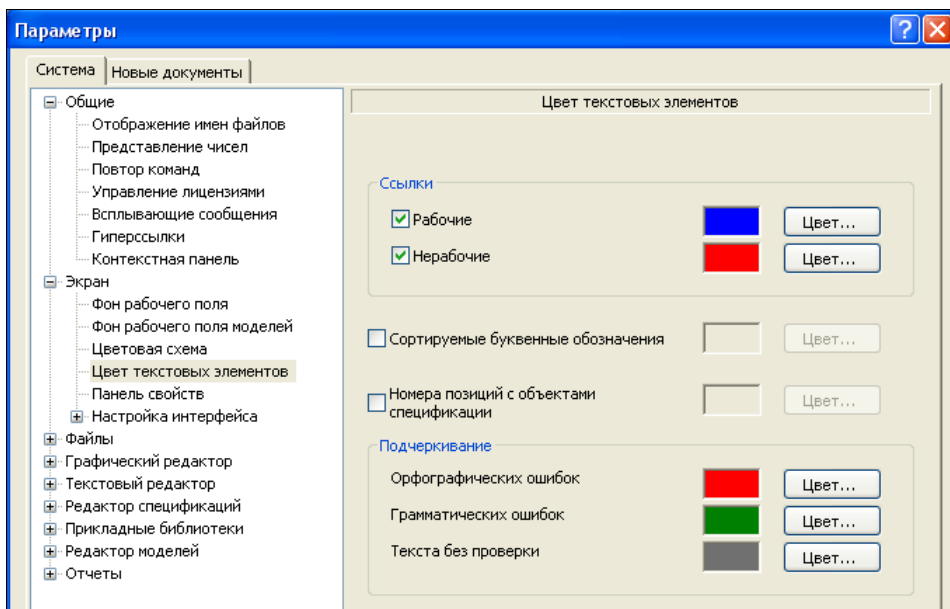 Параметры
Система
Новые документы
Общие
Отображение имен файлов
Представление чисел
Повтор команд
Управление лицензиями
Всплывающие сообщения
Гиперссылки
Контекстная панель
Экран
Фон рабочего поля
Фон рабочего поля моделей
Цветовая схема
Цвет текстовых элементов
Панель свойств
Настройка интерфейса
Файлы
Графический редактор
Текстовый редактор
Редактор спецификаций
Прикладные библиотеки
Редактор моделей
Отчеты
Цвет текстовых элементов
Ссылки
Рабочие Цвет...
Нерабочие Цвет...
Сортируемые буквенные обозначения Цвет...
Номера позиций с объектами
спецификации Цвет...
Подчеркивание
Орфографических ошибок Цвет...
Грамматических ошибок Цвет...
Текста без проверки Цвет...